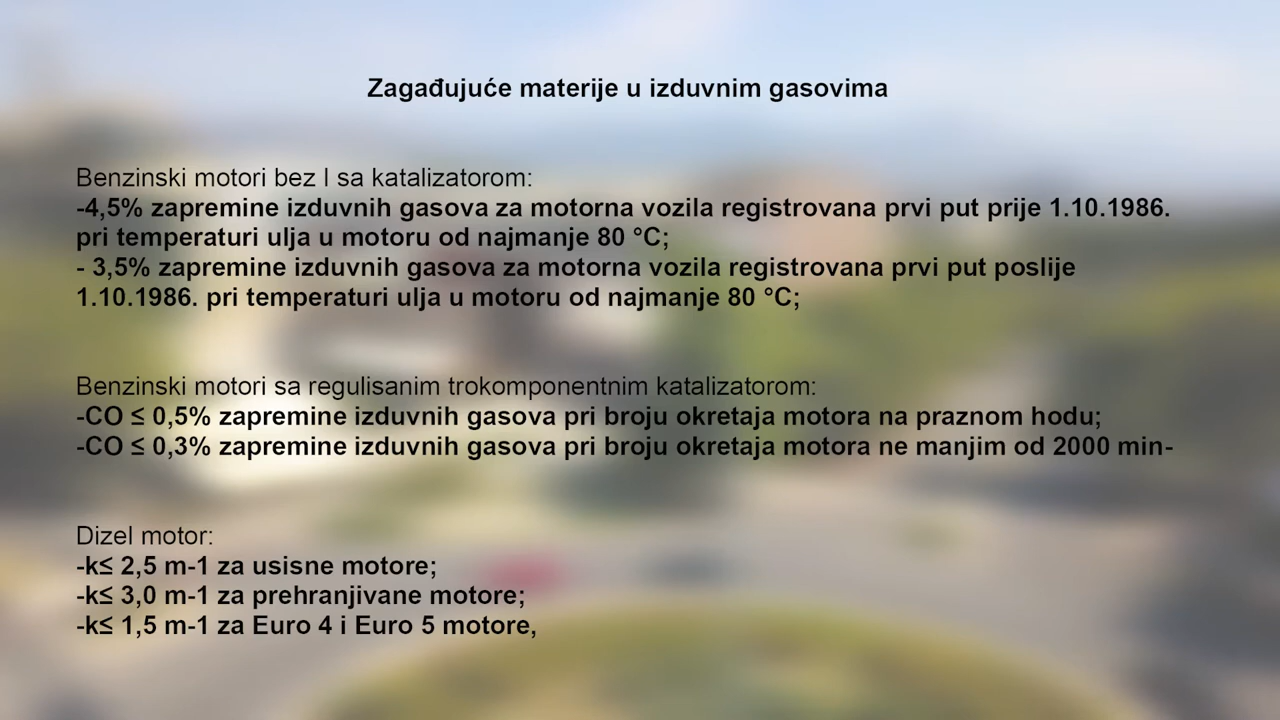 Zagađujuće materije u izduvnim gasovima
Benzinski motori bez I sa katalizatorom:
-4,5% zapremine izduvnih gasova za motorna vozila registrovana prvi put prije 1.10.1986.
pri temperaturi ulja u motoru od najmanje 80 °C;
- 3,5% zapremine izduvnih gasova za motorna vozila registrovana prvi put poslije
1.10.1986. pri temperaturi ulja u motoru od najmanje 80 °C;
Benzinski motori sa regulisanim trokomponentnim katalizatorom:
-CO ≤ 0,5% zapremine izduvnih gasova pri broju okretaja motora na praznom hodu;
-CO ≤ 0,3% zapremine izduvnih gasova pri broju okretaja motora ne manjim od 2000 min-
Dizel motor:
-k≤ 2,5 m-1 za usisne motore;
-k≤ 3,0 m-1 za prehranjivane motore;
-k≤ 1,5 m-1 za Euro 4 i Euro 5 motore,